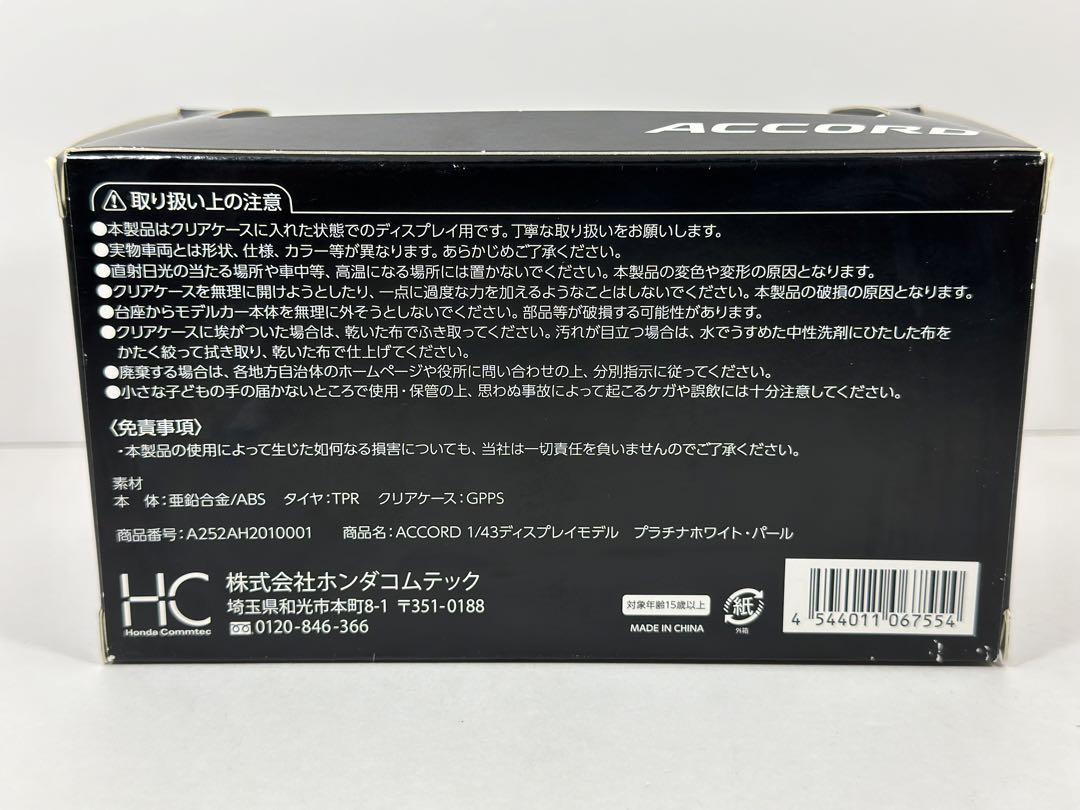 ACCORD
取り扱い上の注意
●本製品はクリアケースに入れた状態でのディスプレイ用です。丁寧な取り扱いをお願いします。
●実物車両とは形状、仕様、カラー等が異なります。あらかじめご了承ください。
●直射日光の当たる場所や車中等、高温になる場所には置かないでください。本製品の変色や変形の原因となります。
●クリアケースを無理に開けようとしたり、一点に過度な力を加えるようなことはしないでください。本製品の破損の原因となります。
●台座からモデルカー本体を無理に外そうとしないでください。部品等が破損する可能性があります。
●クリアケースに埃がついた場合は、乾いた布でふき取ってください。汚れが目立つ場合は、水でうすめた中性洗剤にひたした布を
かたく絞って拭き取り、乾いた布で仕上げてください。
●廃棄する場合は、各地方自治体のホームページや役所に問い合わせの上、分別指示に従ってください。
●小さな子どもの手の届かないところで使用・保管の上、思わぬ事故によって起こるケガや誤飲には十分注意してください。
〈免責事項〉
・本製品の使用によって生じた如何なる損害についても、当社は一切責任を負いませんのでご了承ください。
素材
本 体：亜鉛合金/ABS タイヤ：TPR クリアケース：GPPS
商品番号：A252AH2010001 商品名：ACCORD 1/43ディスプレイモデル プラチナホワイト・パール
HC
Honda Commtec
株式会社ホンダコムテック
埼玉県和光市本町8-1 〒351-0188
0120-846-366
対象年齢15歳以上
MADE IN CHINA
紙
外箱
4 544011 067554